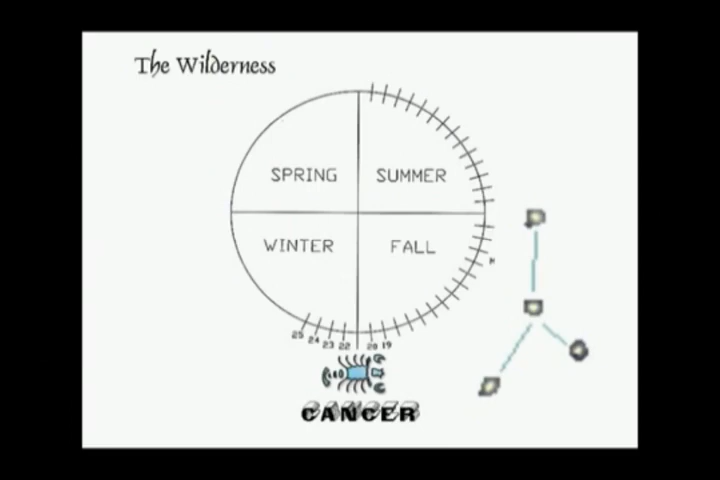 The Wilderness
SPRING SUMMER
WINTER FALL
25 24 23 22 20 19
CANCER